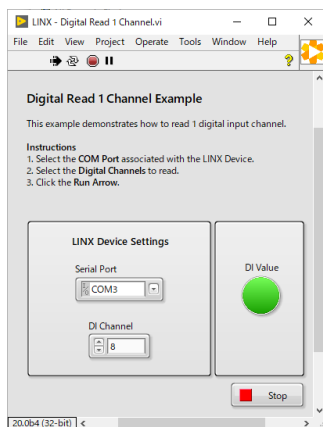 LINX - Digital Read 1 Channel.vi
File Edit View Project Operate Tools Window Help
Digital Read 1 Channel Example
This example demonstrates how to read 1 digital input channel.
Instructions
1. Select the COM Port associated with the LINX Device.
2. Select the Digital Channels to read.
3. Click the Run Arrow.
LINX Device Settings
Serial Port
COM3
DI Channel
8
DI Value
Stop
20.0b4 (32-bit)